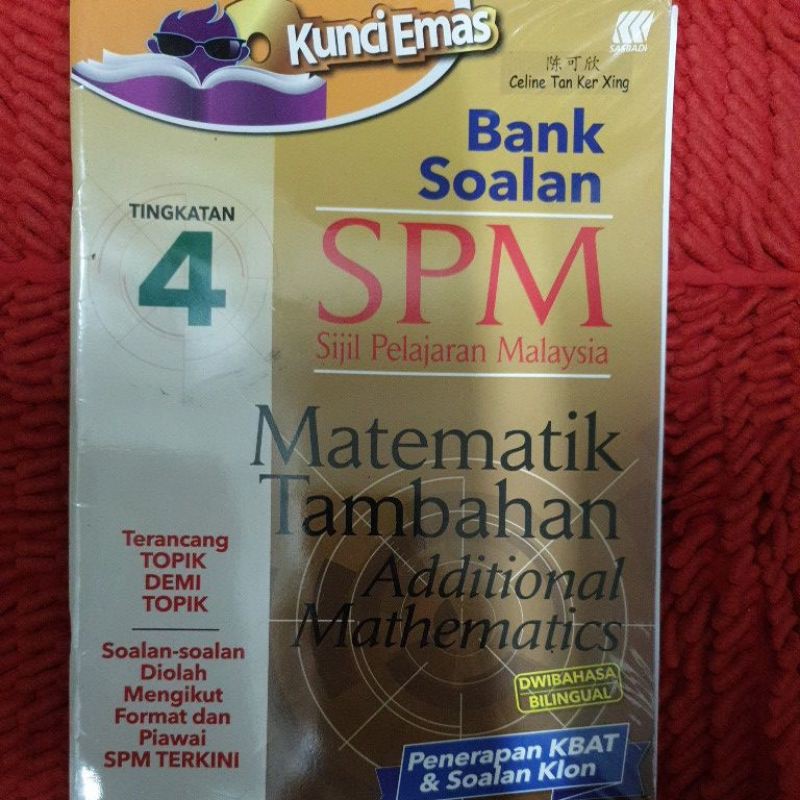 Kunci Emas
SASBADI
陈可欣
Celine Tan Ker Xing
Bank
Soalan
TINGKATAN
4
SPM
Sijil Pelajaran Malaysia
Matematik
Tambahan
Additional
Mathematics
Terancang
TOPIK
DEMI
TOPIK
Soalan-soalan
Diolah
Mengikut
Format dan
Piawai
SPM TERKINI
DWIBAHASA
BILINGUAL
Penerapan KBAT
& Soalan Klon